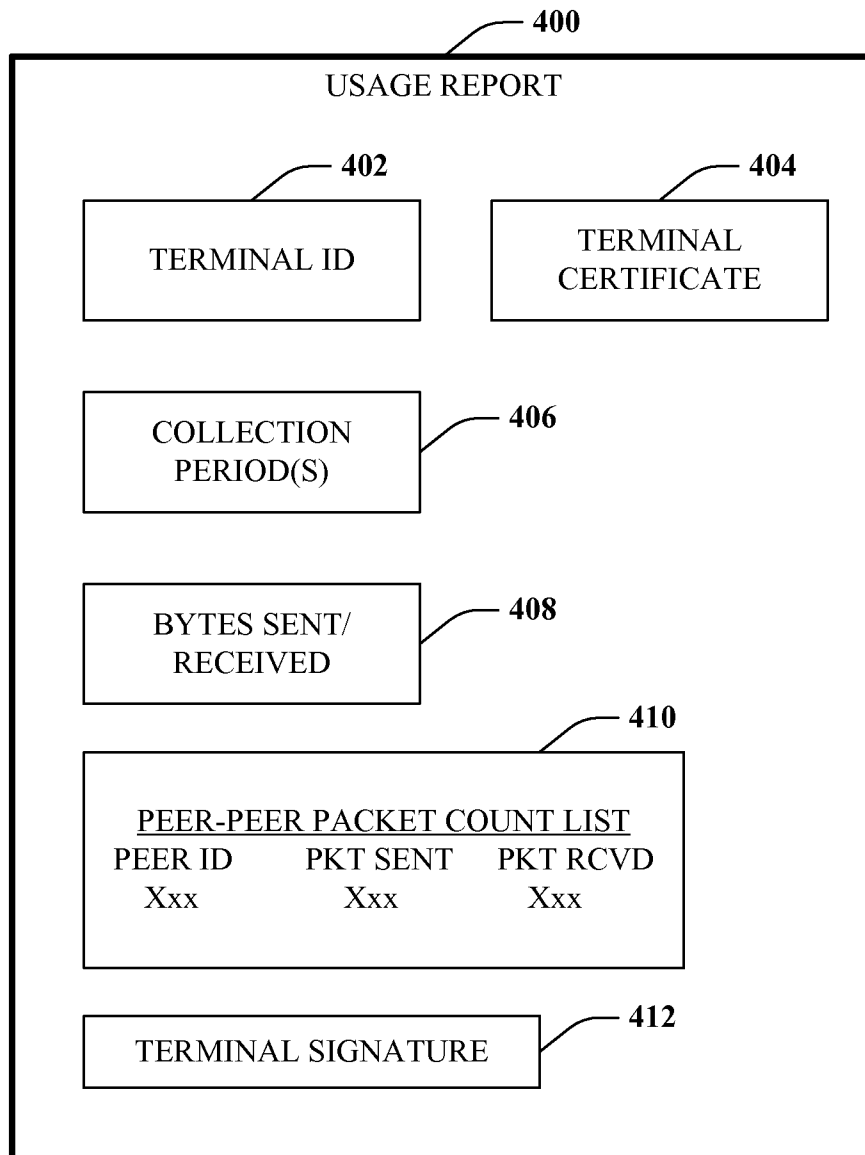 400
USAGE REPORT
402
404
TERMINAL ID
TERMINAL
CERTIFICATE
406
COLLECTION
PERIOD(S)
408
BYTES SENT/
RECEIVED
410
PEER-PEER PACKET COUNT LIST
PEER ID PKT SENT PKT RCVD
Xxx Xxx Xxx
412
TERMINAL SIGNATURE